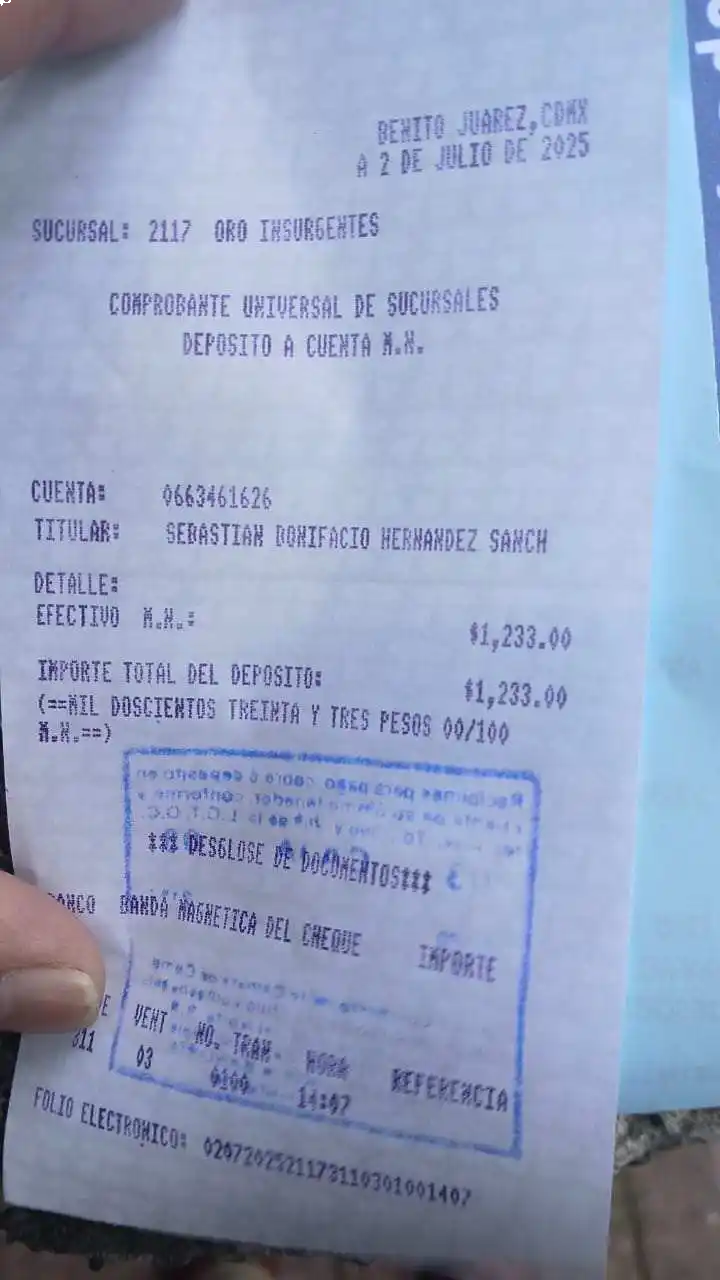 BENITO JUAREZ, CDMX
A 2 DE JULIO DE 2025
SUCURSAL: 2117 ORO INSURGENTES
COMPROBANTE UNIVERSAL DE SUCURSALES
DEPOSITO A CUENTA M.N.
CUENTA: 0663461626
TITULAR: SEBASTIAN BONIFACIO HERNANDEZ SANCH
DETALLE:
EFECTIVO M.N.: $1,233.00
IMPORTE TOTAL DEL DEPOSITO: $1,233.00
(==MIL DOSCIENTOS TREINTA Y TRES PESOS 00/100
M.N.==)
*** DESGLOSE DE DOCUMENTOS***
BANDA MAGNETICA DEL CHEQUE IMPORTE
VENT NO. TRAN. HORA REFERENCIA
03 0100 14:07
FOLIO ELECTRONICO: 0207202521173110301001407